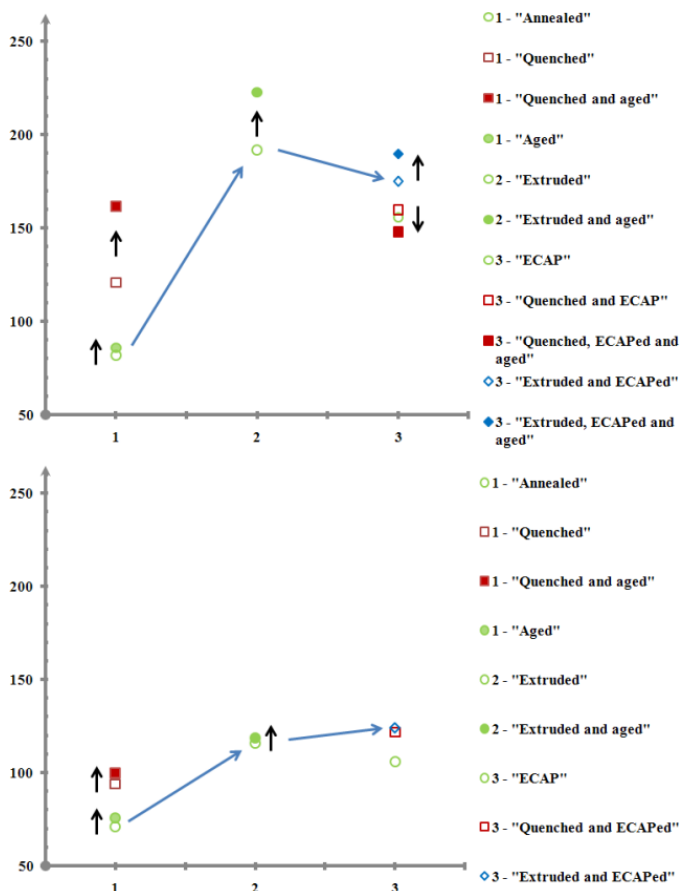 250
200
150
100
50
1
2
3
1 - "Annealed"
1 - "Quenched"
1 - "Quenched and aged"
1 - "Aged"
2 - "Extruded"
2 - "Extruded and aged"
3 - "ECAP"
3 - "Quenched and ECAP"
3 - "Quenched, ECAPed and
aged"
3 - "Extruded and ECAPed"
3 - "Extruded, ECAPed and
aged"
250
200
150
100
50
1
2
3
1 - "Annealed"
1 - "Quenched"
1 - "Quenched and aged"
1 - "Aged"
2 - "Extruded"
2 - "Extruded and aged"
3 - "ECAP"
3 - "Quenched and ECAPed"
3 - "Extruded and ECAPed"